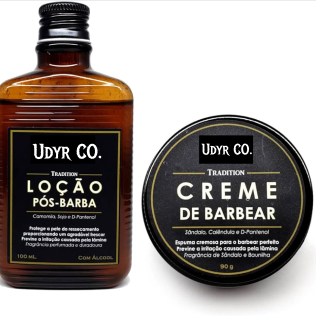 UDYR CO.
TRADITION
LOÇÃO
PÓS-BARBA
Camomila, Soja e D-Pantenol
Protege a pele do ressecamento
proporcionando um agradável frescor
Previne a irritação causada pela lâmina
Fragrância perfumada e duradoura
100 mL
COM ÁLCOOL
UDYR CO.
TRADITION
CREME
DE BARBEAR
Sândalo, Calêndula e D-Pantenol
Espuma cremosa para o barbear perfeito
Previne a irritação causada pela lâmina
Fragrância de Sândalo e Baunilha
90 g